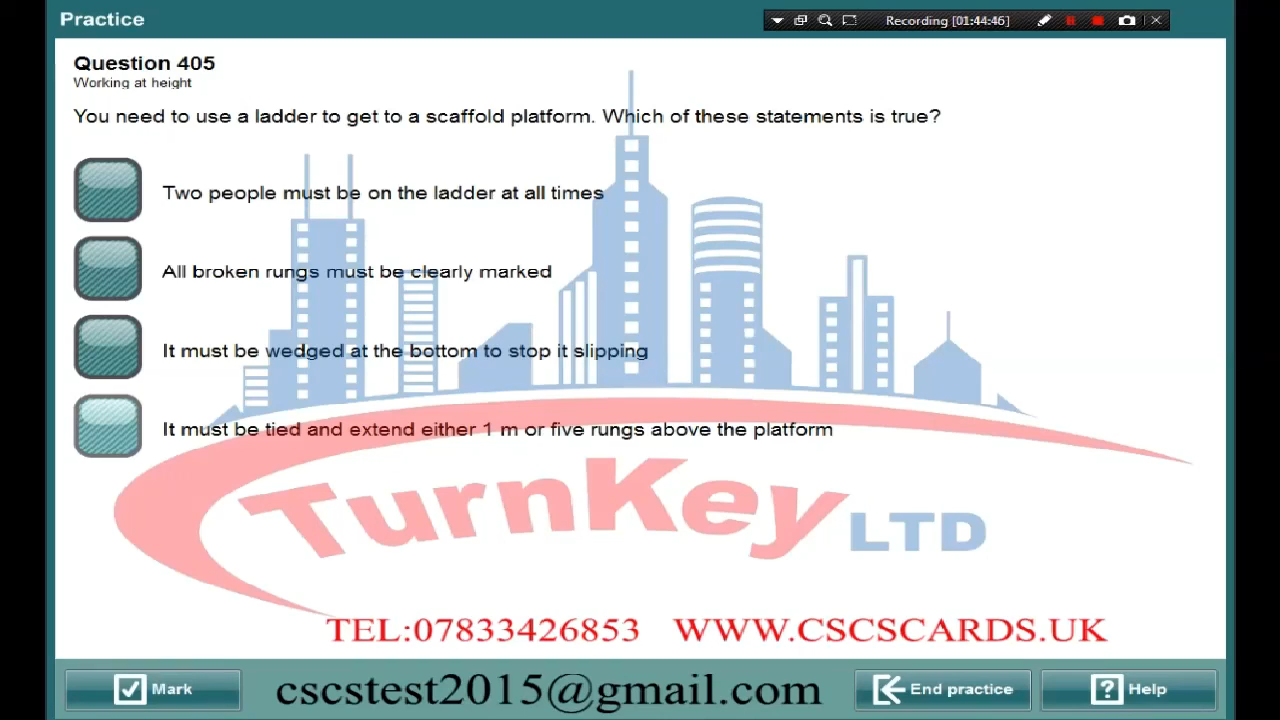 Practice
Recording [01:44:46]
Question 405
Working at height
You need to use a ladder to get to a scaffold platform. Which of these statements is true?
Two people must be on the ladder at all times
All broken rungs must be clearly marked
It must be wedged at the bottom to stop it slipping
It must be tied and extend either 1 m or five rungs above the platform
TurnKey LTD
TEL:07833426853 WWW.CSCSCARDS.UK
Mark
cscstest2015@gmail.com
End practice
Help